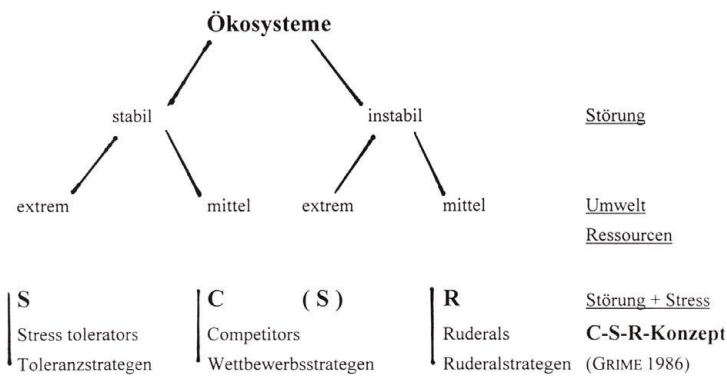 Ökosysteme
stabil instabil Störung
extrem mittel extrem mittel Umwelt
Ressourcen
S C ( S ) R Störung + Stress
Stress tolerators Competitors Ruderals C-S-R-Konzept
Toleranzstrategen Wettbewerbsstrategen Ruderalstrategen (GRIME 1986)